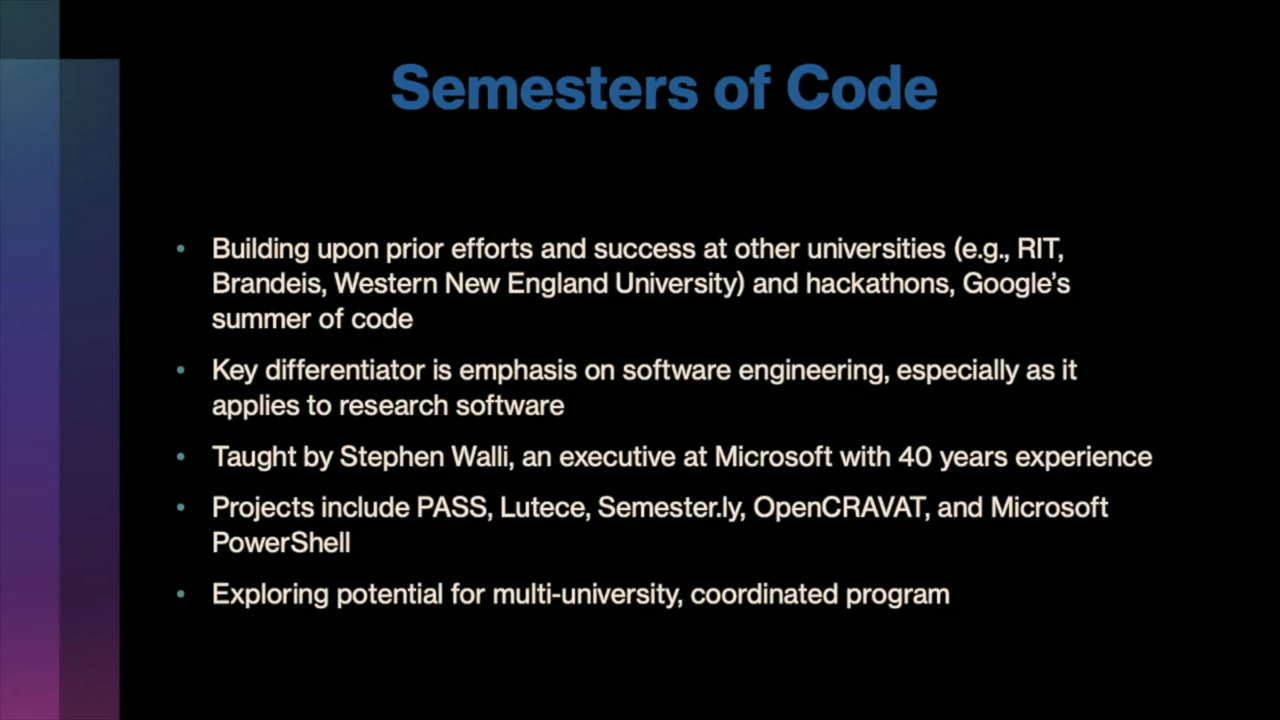 Semesters of Code
• Building upon prior efforts and success at other universities (e.g., RIT,
Brandeis, Western New England University) and hackathons, Google’s
summer of code
• Key differentiator is emphasis on software engineering, especially as it
applies to research software
• Taught by Stephen Walli, an executive at Microsoft with 40 years experience
• Projects include PASS, Lutece, Semester.ly, OpenCRAVAT, and Microsoft
PowerShell
• Exploring potential for multi-university, coordinated program